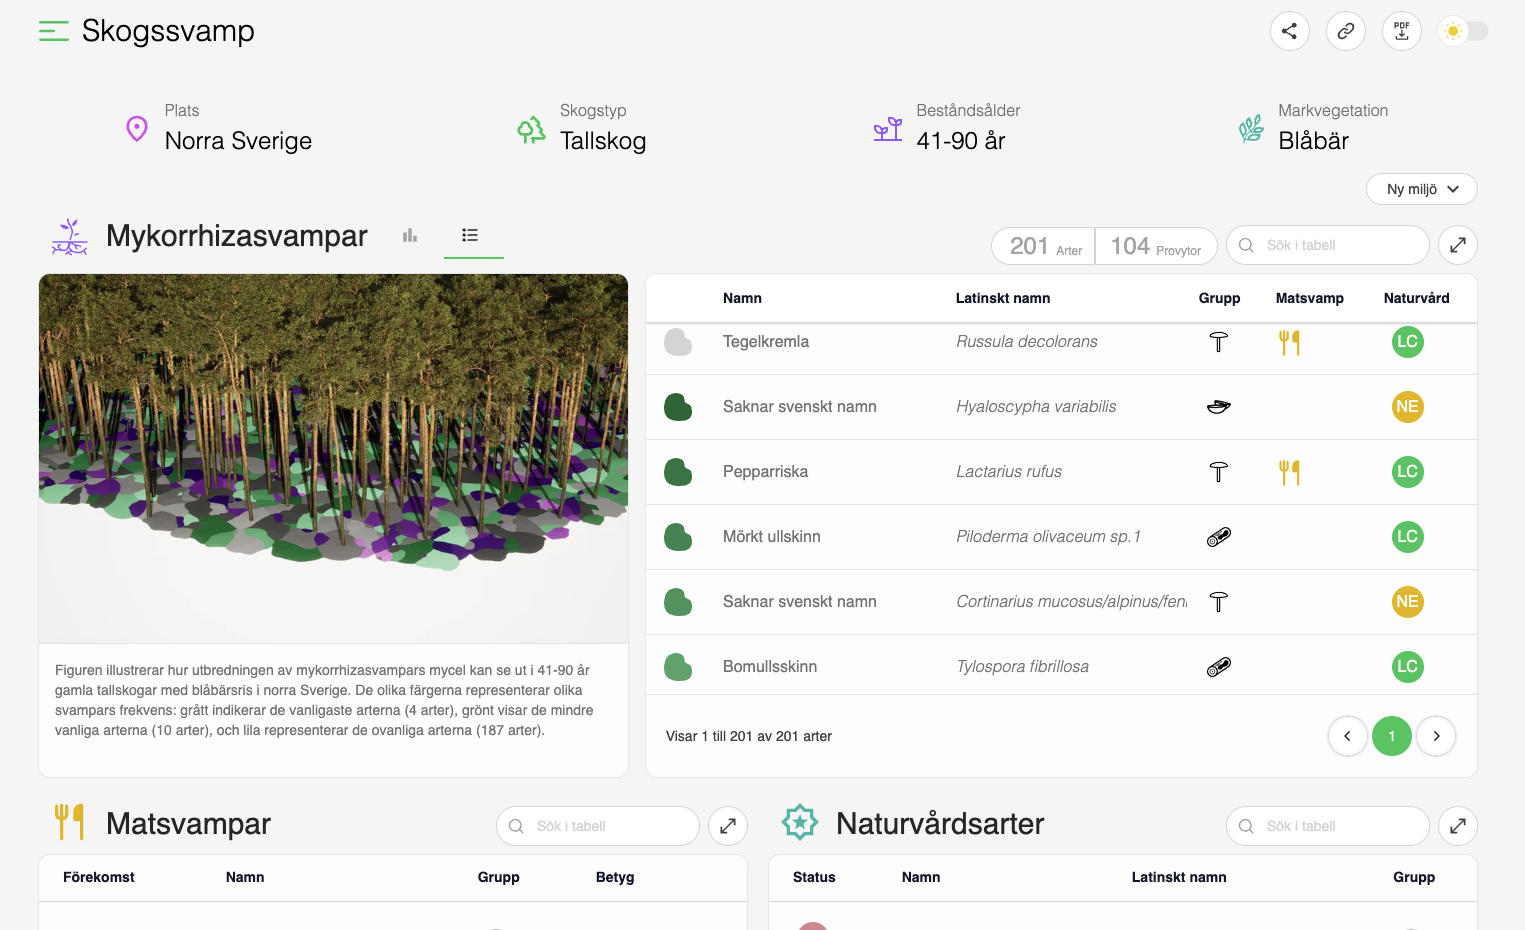 Skogssvamp
PDF
Plats
Norra Sverige
Skogstyp
Tallskog
Beståndsålder
41-90 år
Markvegetation
Blåbär
Ny miljö
Mykorrhizasvampar
201 Arter
104 Provytor
Sök i tabell
Namn Latinskt namn Grupp Matsvamp Naturvård
Tegelkremla Russula decolorans LC
Saknar svenskt namn Hyaloscypha variabilis NE
Pepparriska Lactarius rufus LC
Mörkt ullskinn Piloderma olivaceum sp.1 LC
Saknar svenskt namn Cortinarius mucosus/alpinus/fen NE
Bomullsskinn Tylospora fibrillosa LC
Visar 1 till 201 av 201 arter
1
Figuren illustrerar hur utbredningen av mykorrhizasvampars mycel kan se ut i 41-90 år
gamla tallskogar med blåbärsris i norra Sverige. De olika färgerna representerar olika
svampars frekvens: grått indikerar de vanligaste arterna (4 arter), grönt visar de mindre
vanliga arterna (10 arter), och lila representerar de ovanliga arterna (187 arter).
Matsvampar
Sök i tabell
Förekomst Namn Grupp Betyg
Naturvårdsarter
Sök i tabell
Status Namn Latinskt namn Grupp